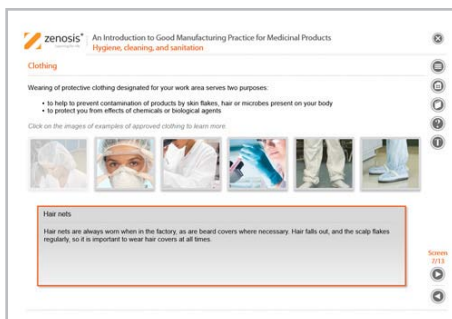 zenosis®
An Introduction to Good Manufacturing Practice for Medicinal Products
Hygiene, cleaning, and sanitation
Clothing
Wearing of protective clothing designated for your work area serves two purposes:
• to help to prevent contamination of products by skin flakes, hair or microbes present on your body
• to protect you from effects of chemicals or biological agents
Click on the images of examples of approved clothing to learn more.
Hair nets
Hair nets are always worn when in the factory, as are beard covers where necessary. Hair falls out, and the scalp flakes
regularly, so it is important to wear hair covers at all times.
Screen
7/13